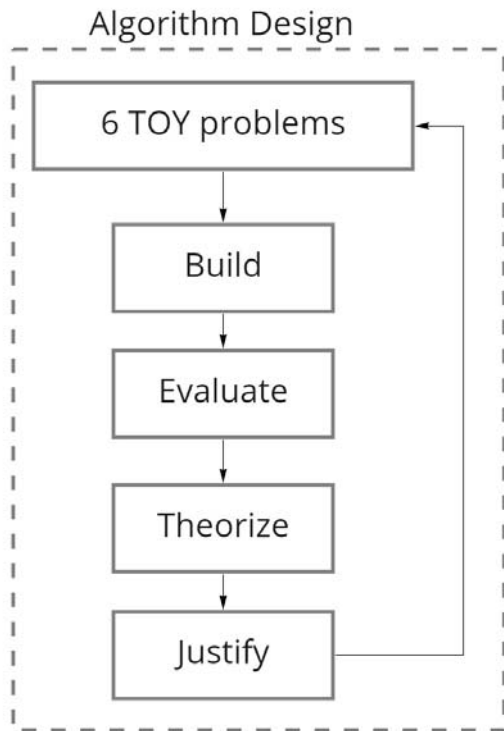 Algorithm Design
6 TOY problems
Build
Evaluate
Theorize
Justify